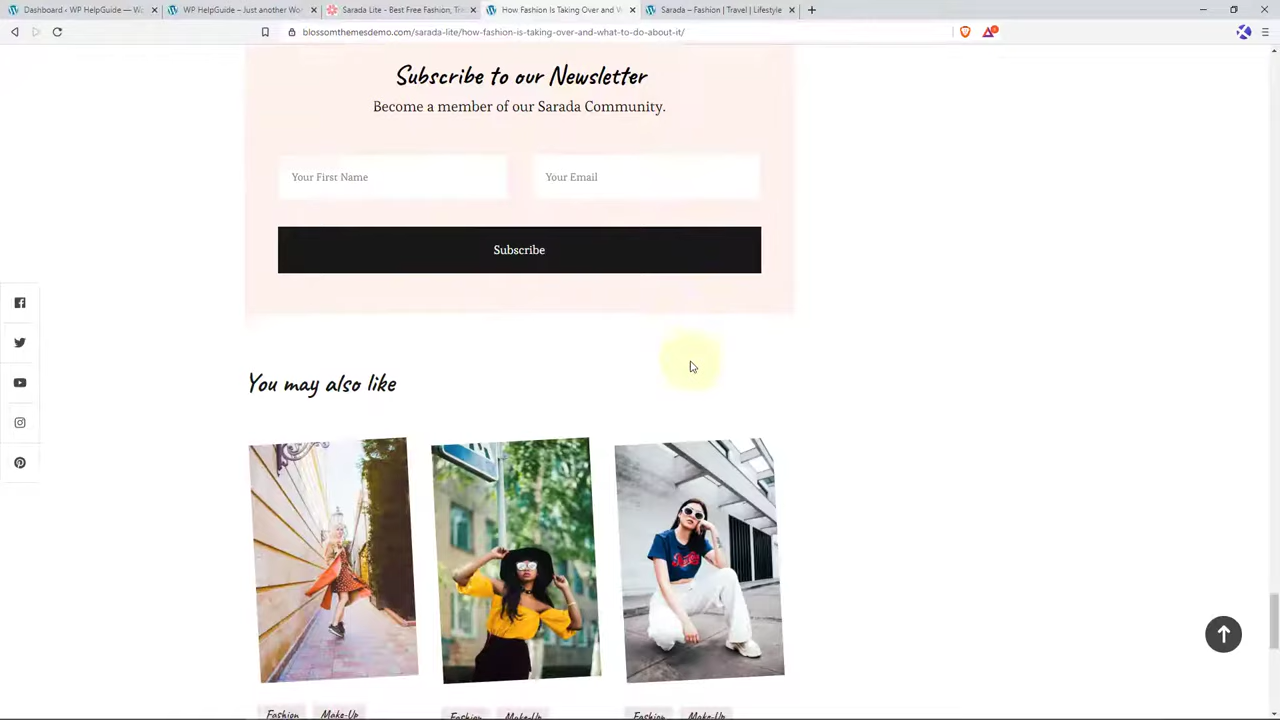 Dashboard ‹ WP HelpGuide — Wo
WP HelpGuide – Just another Wo
Sarada Lite - Best Free Fashion, Tra
How Fashion Is Taking Over and W
Sarada – Fashion | Travel | Lifestyle
blossomthemesdemo.com/sarada-lite/how-fashion-is-taking-over-and-what-to-do-about-it/
Subscribe to our Newsletter
Become a member of our Sarada Community.
Your First Name
Your Email
Subscribe
You may also like
Fashion Make-Up
Fashion Make-Up
Fashion Make-Up